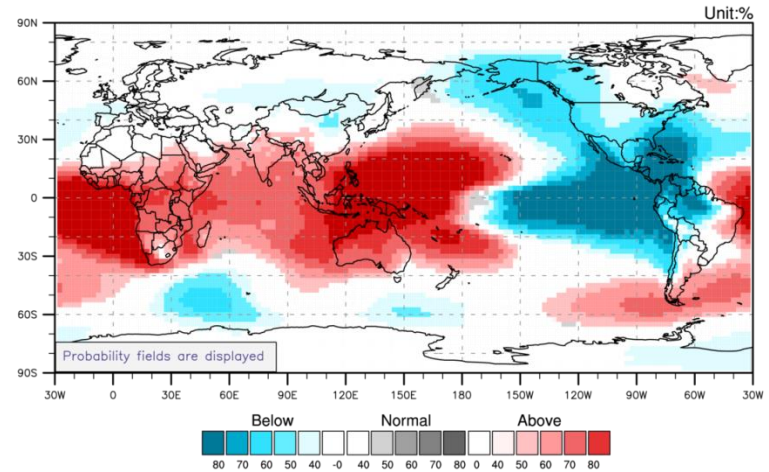 Unit:%
90N
60N
30N
0
30S
60S
90S
Probability fields are displayed
30W 0 30E 60E 90E 120E 150E 180 150W 120W 90W 60W 30W
Below Normal Above
80 70 60 50 40 -0 40 50 60 70 80 0 40 50 60 70 80